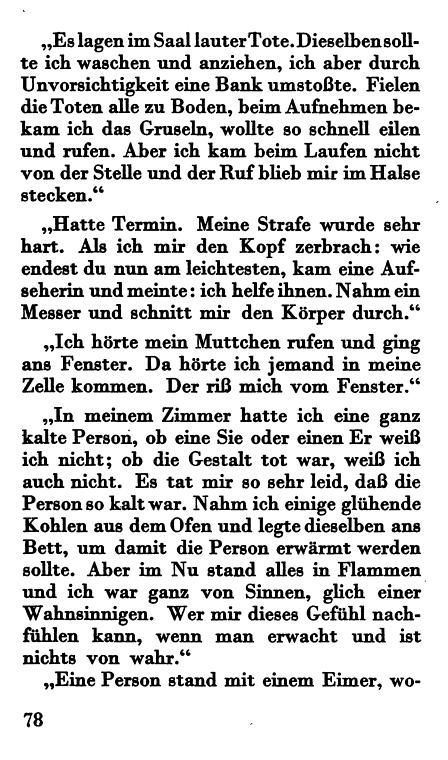 „Es lagen im Saal lauter Tote. Dieselben soll-
te ich waschen und anziehen, ich aber durch
Unvorsichtigkeit eine Bank umstoßte. Fielen
die Toten alle zu Boden, beim Aufnehmen be-
kam ich das Gruseln, wollte so schnell eilen
und rufen. Aber ich kam beim Laufen nicht
von der Stelle und der Ruf blieb mir im Halse
stecken.“
„Hatte Termin. Meine Strafe wurde sehr
hart. Als ich mir den Kopf zerbrach: wie
endest du nun am leichtesten, kam eine Auf-
seherin und meinte: ich helfe ihnen. Nahm ein
Messer und schnitt mir den Körper durch.“
„Ich hörte mein Muttchen rufen und ging
ans Fenster. Da hörte ich jemand in meine
Zelle kommen. Der riß mich vom Fenster.“
„In meinem Zimmer hatte ich eine ganz
kalte Person, ob eine Sie oder einen Er weiß
ich nicht; ob die Gestalt tot war, weiß ich
auch nicht. Es tat mir so sehr leid, daß die
Person so kalt war. Nahm ich einige glühende
Kohlen aus dem Ofen und legte dieselben ans
Bett, um damit die Person erwärmt werden
sollte. Aber im Nu stand alles in Flammen
und ich war ganz von Sinnen, glich einer
Wahnsinnigen. Wer mir dieses Gefühl nach-
fühlen kann, wenn man erwacht und ist
nichts von wahr.“
„Eine Person stand mit einem Eimer, wo-
78